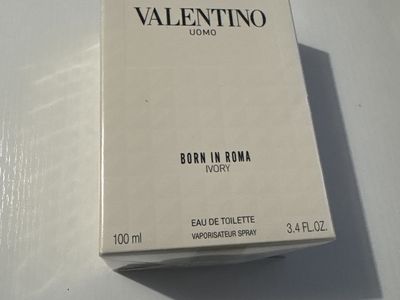 VALENTINO
UOMO
BORN IN ROMA
IVORY
EAU DE TOILETTE
100 ml VAPORISATEUR SPRAY 3.4 FL.OZ.